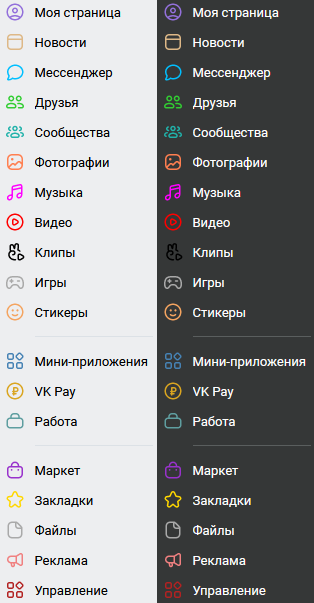 Моя страница
Новости
Мессенджер
Друзья
Сообщества
Фотографии
Музыка
Видео
Клипы
Игры
Стикеры
Мини-приложения
VK Pay
Работа
Маркет
Закладки
Файлы
Реклама
Управление
Моя страница
Новости
Мессенджер
Друзья
Сообщества
Фотографии
Музыка
Видео
Клипы
Игры
Стикеры
Мини-приложения
VK Pay
Работа
Маркет
Закладки
Файлы
Реклама
Управление